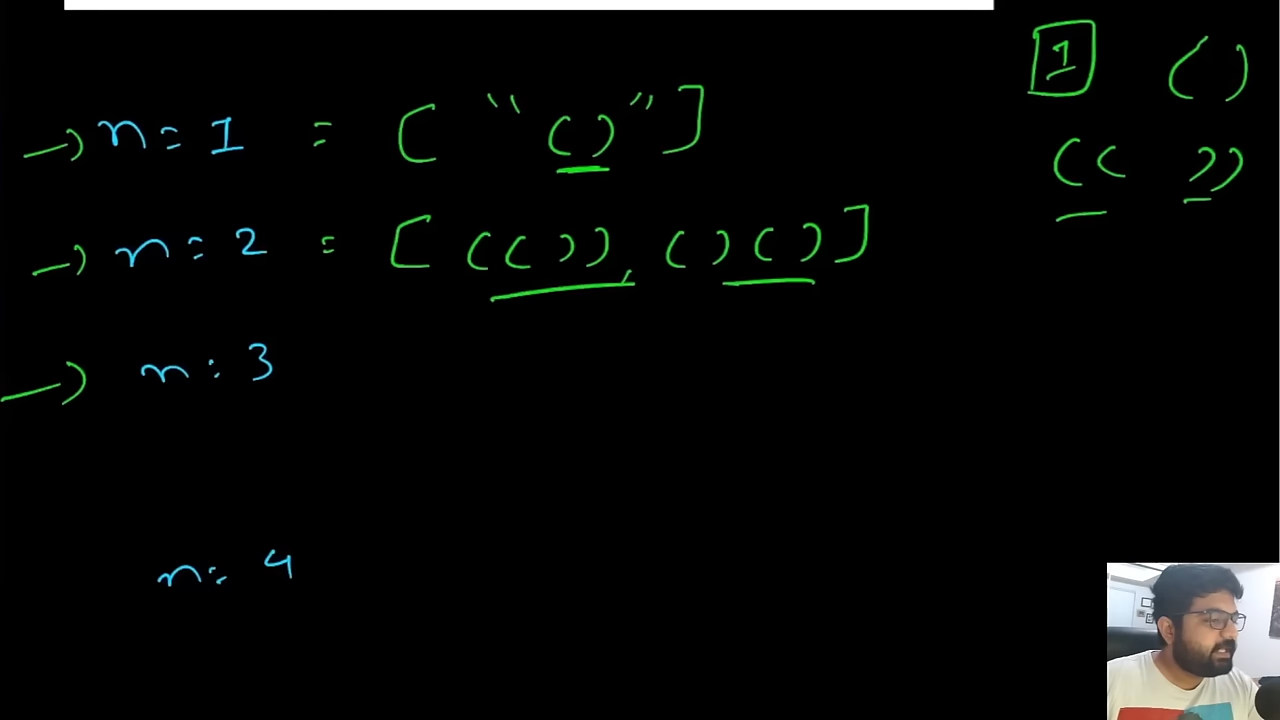 → n = 1 = [ "()" ]
→ n = 2 = [ (()), ()() ]
→ n = 3
n = 4
1 ()
(( ))